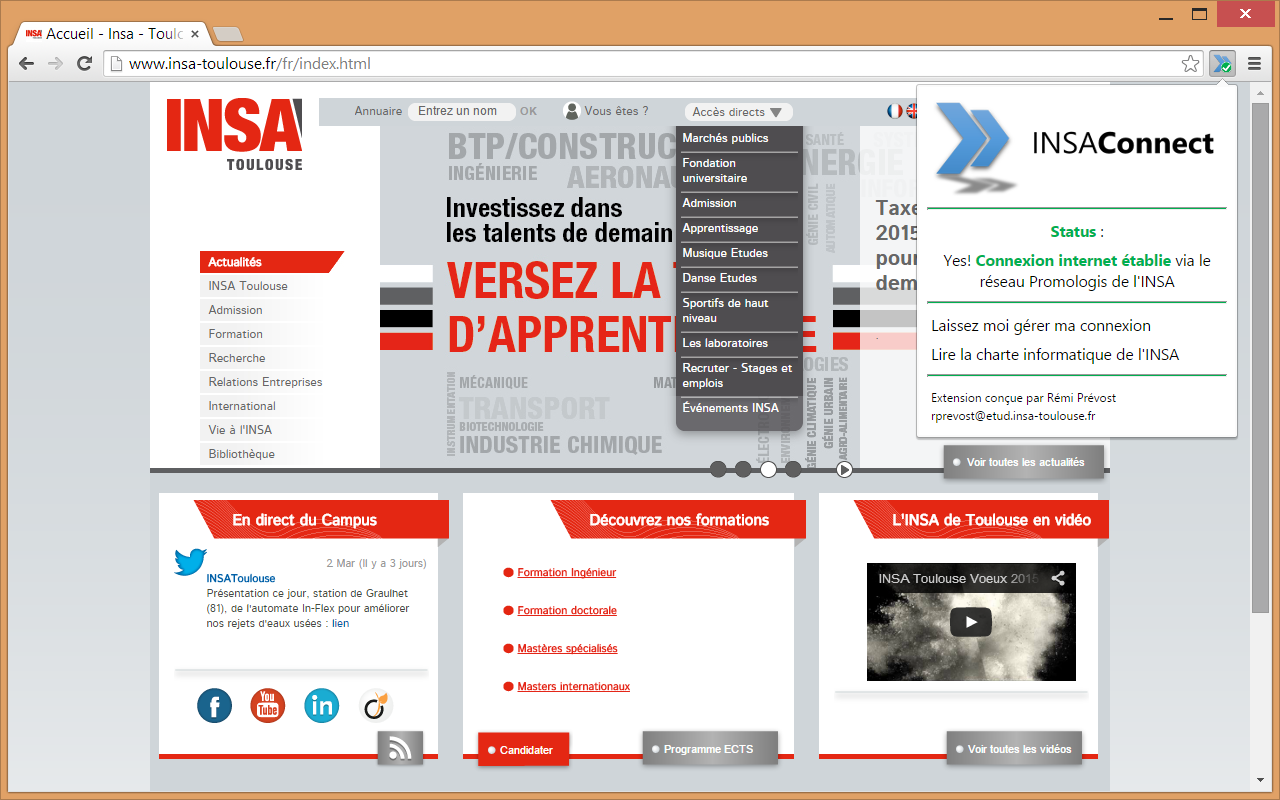 Accueil - Insa - Toulo
www.insa-toulouse.fr/fr/index.html
INSA
TOULOUSE
Annuaire Entrez un nom OK Vous êtes ? Accès directs
Marchés publics
Fondation
universitaire
Admission
Apprentissage
Musique Etudes
Danse Etudes
Sportifs de haut
niveau
Les laboratoires
Recruter - Stages et
emplois
Événements INSA
BTP/CONSTRUC
INGÉNIERIE
AERONAU
SANTÉ
GÉNIE CIVIL
AUTOMATIQUE
Investissez dans
les talents de demain
VERSEZ LA
D'APPRENT
MÉCANIQUE
MAT
INSTRUMENTATION
TRANSPORT
BIOTECHNOLOGIE
INDUSTRIE CHIMIQUE
OGIES
GÉNIE CLIMATIQUE
GÉNIE URBAIN
AGRO-ALIMENTAIRE
Taxe
2015
pour
dem
Actualités
INSA Toulouse
Admission
Formation
Recherche
Relations Entreprises
International
Vie à l'INSA
Bibliothèque
INSAConnect
Status :
Yes! Connexion internet établie via le
réseau Promologis de l'INSA
Laissez moi gérer ma connexion
Lire la charte informatique de l'INSA
Extension conçue par Rémi Prévost
rprevost@etud.insa-toulouse.fr
Voir toutes les actualités
En direct du Campus
2 Mar (Il y a 3 jours)
INSAToulouse
Présentation ce jour, station de Graulhet
(81), de l'automate In-Flex pour améliorer
nos rejets d'eaux usées : lien
f
You
Tube
in
Découvrez nos formations
Formation Ingénieur
Formation doctorale
Mastères spécialisés
Masters internationaux
Candidater
Programme ECTS
L'INSA de Toulouse en vidéo
INSA Toulouse Voeux 2015
Voir toutes les vidéos